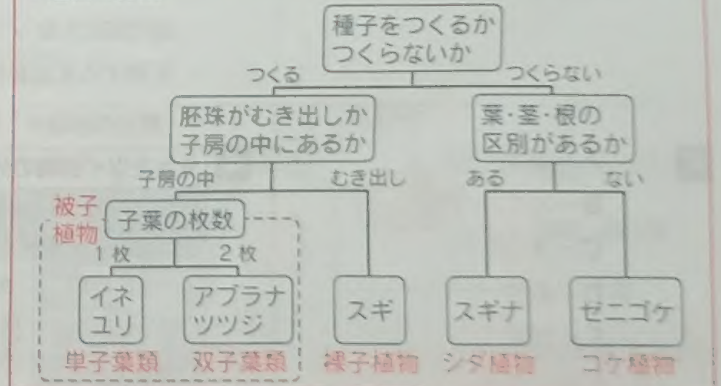 種子をつくるか
つくらないか
つくる
つくらない
胚珠がむき出しか
子房の中にあるか
葉・茎・根の
区別があるか
子房の中
むき出し
ある
ない
被子
植物
子葉の枚数
1枚
2枚
イネ
ユリ
アブラナ
ツツジ
スギ
スギナ
ゼニゴケ
単子葉類
双子葉類
裸子植物
シダ植物
コケ植物